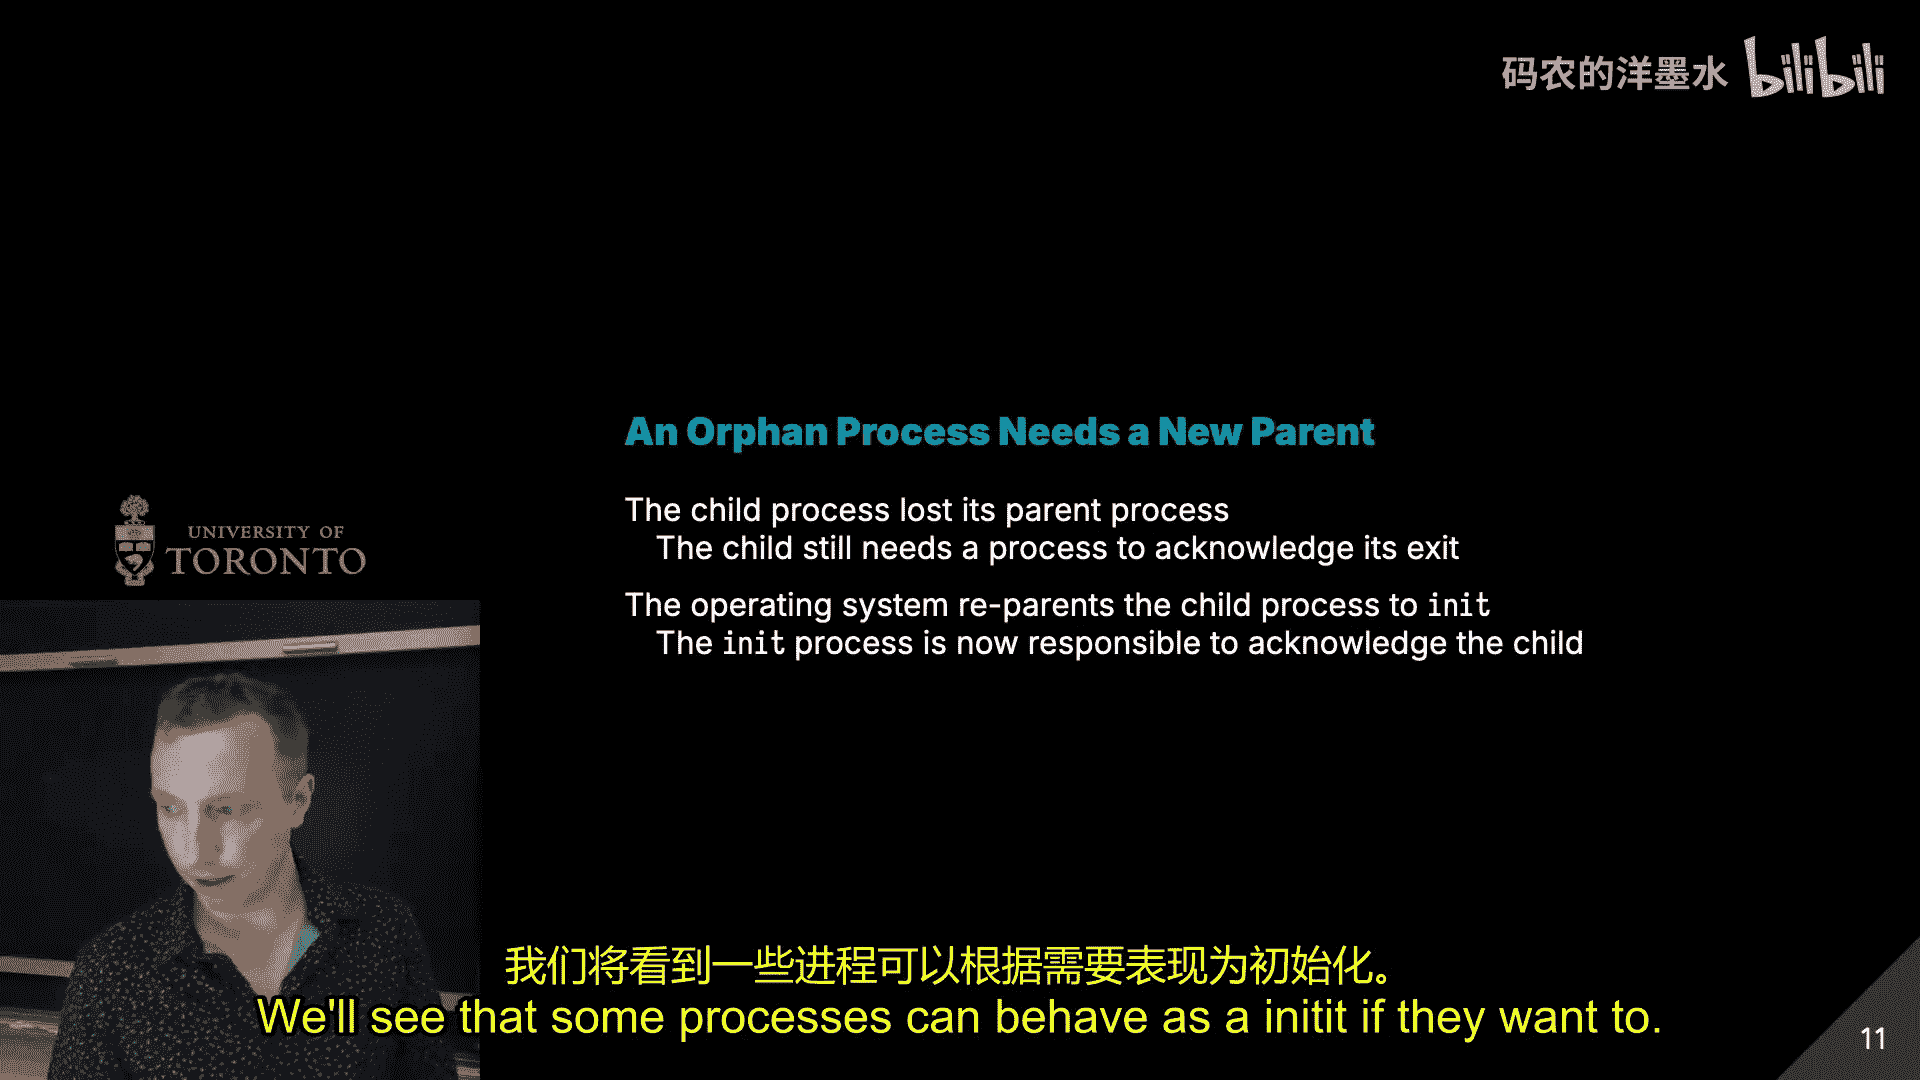 码农的洋墨水 bilibili
An Orphan Process Needs a New Parent
The child process lost its parent process
The child still needs a process to acknowledge its exit
UNIVERSITY OF
TORONTO
The operating system re-parents the child process to init
The init process is now responsible to acknowledge the child
我们将看到一些进程可以根据需要表现为初始化。
We'll see that some processes can behave as a initit if they want to.
11